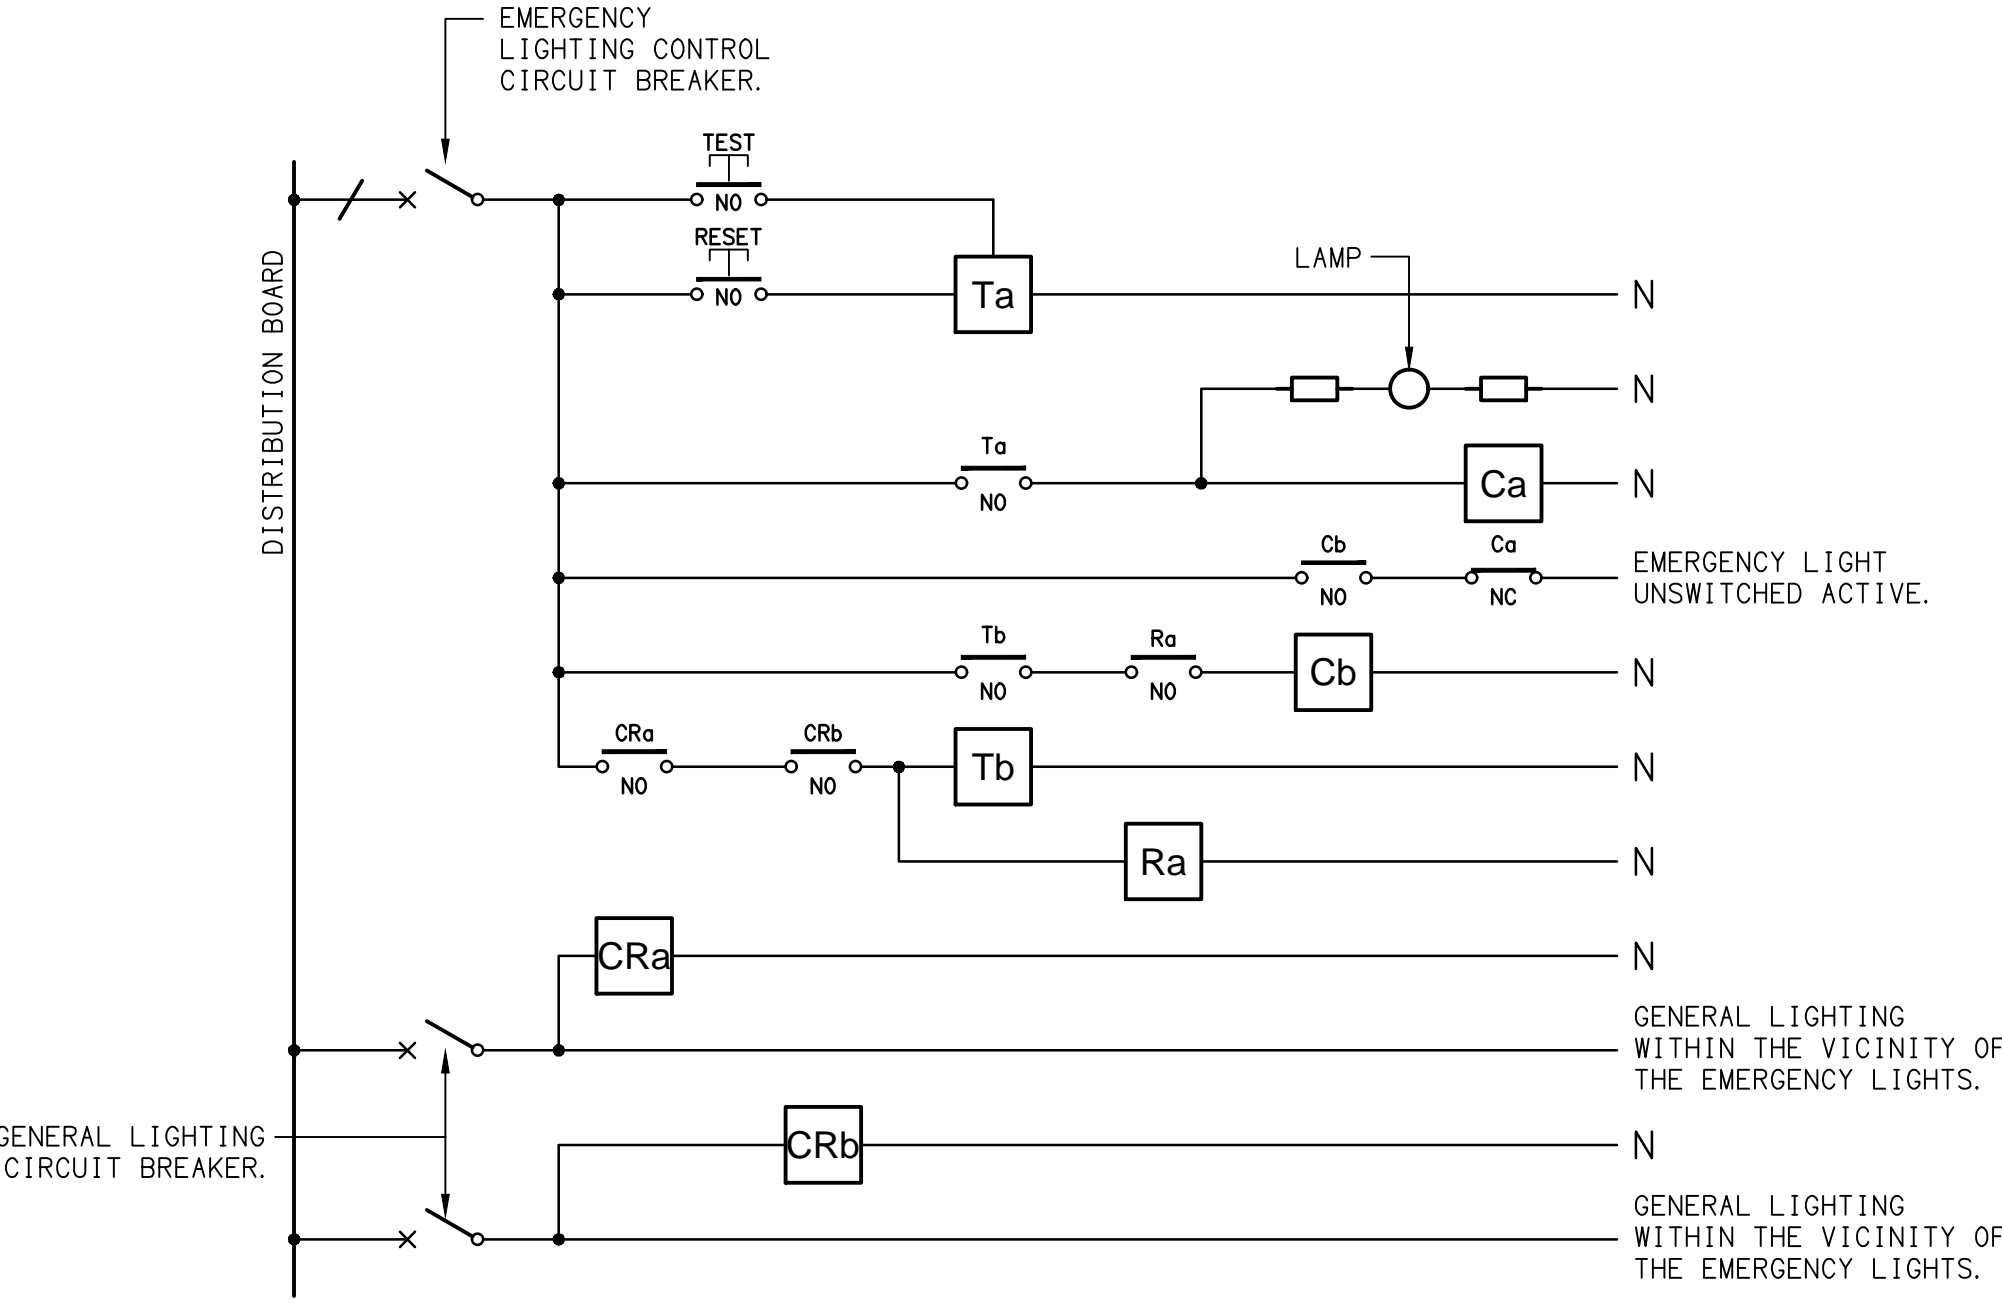 EMERGENCY
LIGHTING CONTROL
CIRCUIT BREAKER.
TEST
NO
RESET
NO
DISTRIBUTION BOARD
Ta
N
LAMP
N
Ta
NO
Ca
N
Cb
NO
Ca
NC
EMERGENCY LIGHT
UNSWITCHED ACTIVE.
Tb
NO
Ra
NO
Cb
N
CRa
NO
CRb
NO
Tb
N
Ra
N
CRa
N
GENERAL LIGHTING
WITHIN THE VICINITY OF
THE EMERGENCY LIGHTS.
GENERAL LIGHTING
CIRCUIT BREAKER.
CRb
N
GENERAL LIGHTING
WITHIN THE VICINITY OF
THE EMERGENCY LIGHTS.